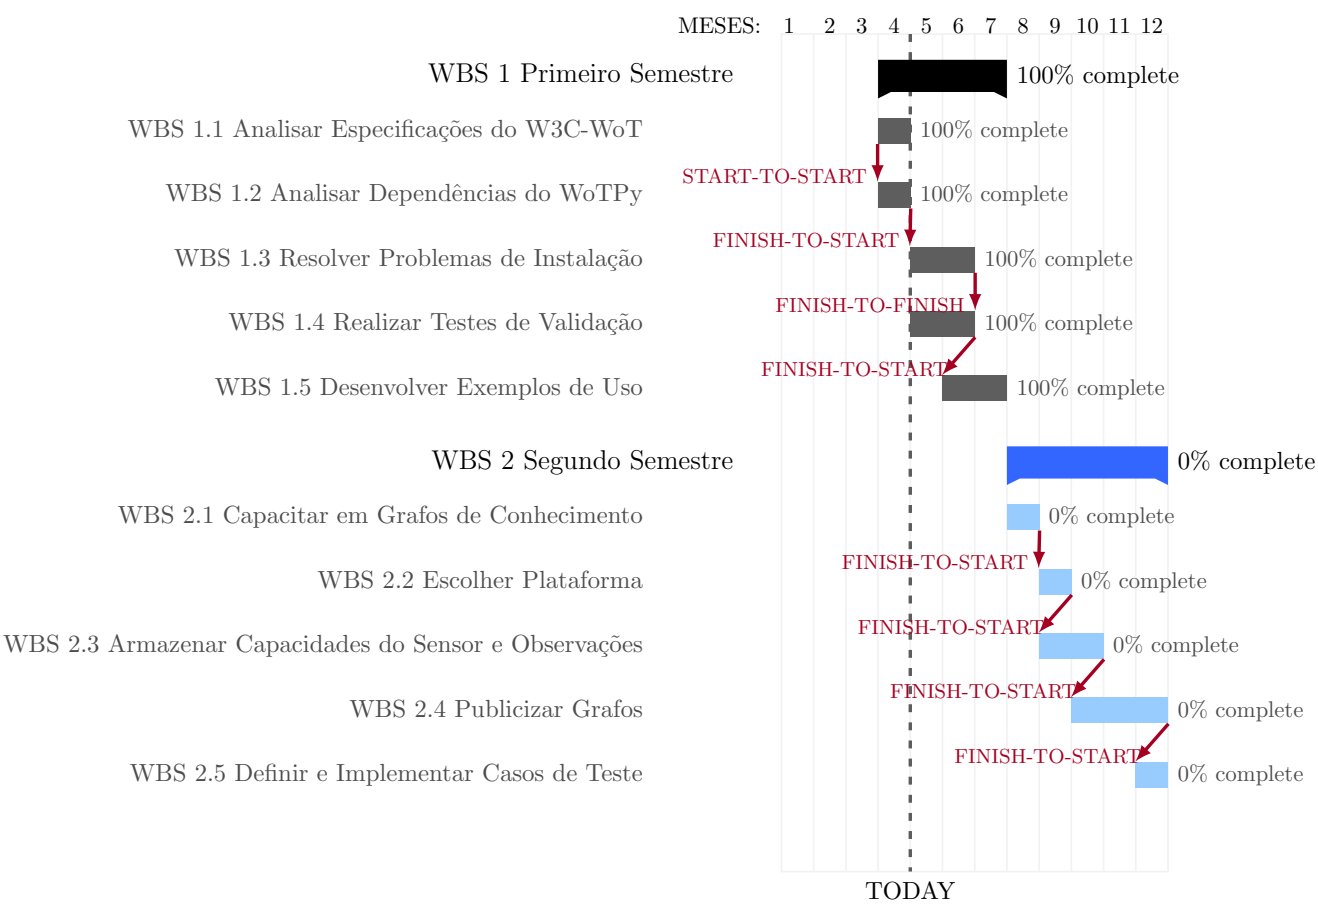 MESES: 1 2 3 4 5 6 7 8 9 10 11 12
WBS 1 Primeiro Semestre 100% complete
WBS 1.1 Analisar Especificações do W3C-WoT 100% complete
START-TO-START
WBS 1.2 Analisar Dependências do WoTPy 100% complete
FINISH-TO-START
WBS 1.3 Resolver Problemas de Instalação 100% complete
FINISH-TO-FINISH
WBS 1.4 Realizar Testes de Validação 100% complete
FINISH-TO-START
WBS 1.5 Desenvolver Exemplos de Uso 100% complete
WBS 2 Segundo Semestre 0% complete
WBS 2.1 Capacitar em Grafos de Conhecimento 0% complete
FINISH-TO-START
WBS 2.2 Escolher Plataforma 0% complete
FINISH-TO-START
WBS 2.3 Armazenar Capacidades do Sensor e Observações 0% complete
FINISH-TO-START
WBS 2.4 Publicizar Grafos 0% complete
FINISH-TO-START
WBS 2.5 Definir e Implementar Casos de Teste 0% complete
TODAY